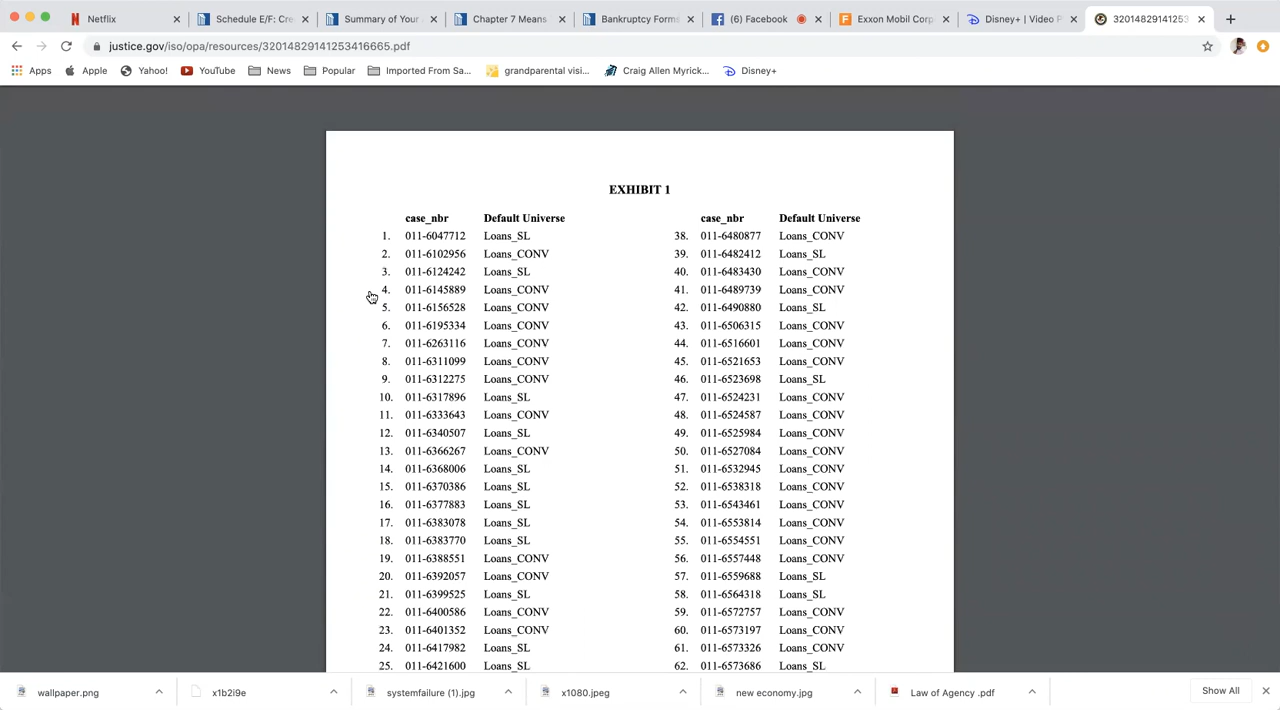 Netflix
Schedule E/F: Cre
Summary of Your
Chapter 7 Means
Bankruptcy Forms
(6) Facebook
Exxon Mobil Corp
Disney+ | Video P
32014829141253
justice.gov/iso/opa/resources/32014829141253416665.pdf
Apps
Apple
Yahoo!
YouTube
News
Popular
Imported From Sa...
grandparental visi...
Craig Allen Myrick...
Disney+
EXHIBIT 1
case_nbr Default Universe
1. 011-6047712 Loans_SL
2. 011-6102956 Loans_CONV
3. 011-6124242 Loans_SL
4. 011-6145889 Loans_CONV
5. 011-6156528 Loans_CONV
6. 011-6195334 Loans_CONV
7. 011-6263116 Loans_CONV
8. 011-6311099 Loans_CONV
9. 011-6312275 Loans_CONV
10. 011-6317896 Loans_SL
11. 011-6333643 Loans_CONV
12. 011-6340507 Loans_SL
13. 011-6366267 Loans_CONV
14. 011-6368006 Loans_SL
15. 011-6370386 Loans_SL
16. 011-6377883 Loans_SL
17. 011-6383078 Loans_SL
18. 011-6383770 Loans_SL
19. 011-6388551 Loans_CONV
20. 011-6392057 Loans_CONV
21. 011-6399525 Loans_SL
22. 011-6400586 Loans_CONV
23. 011-6401352 Loans_CONV
24. 011-6417982 Loans_SL
25. 011-6421600 Loans_SL
case_nbr Default Universe
38. 011-6480877 Loans_CONV
39. 011-6482412 Loans_SL
40. 011-6483430 Loans_CONV
41. 011-6489739 Loans_CONV
42. 011-6490880 Loans_SL
43. 011-6506315 Loans_CONV
44. 011-6516601 Loans_CONV
45. 011-6521653 Loans_CONV
46. 011-6523698 Loans_SL
47. 011-6524231 Loans_CONV
48. 011-6524587 Loans_CONV
49. 011-6525984 Loans_CONV
50. 011-6527084 Loans_CONV
51. 011-6532945 Loans_CONV
52. 011-6538318 Loans_CONV
53. 011-6543461 Loans_CONV
54. 011-6553814 Loans_CONV
55. 011-6554551 Loans_CONV
56. 011-6557448 Loans_CONV
57. 011-6559688 Loans_SL
58. 011-6564318 Loans_SL
59. 011-6572757 Loans_CONV
60. 011-6573197 Loans_CONV
61. 011-6573326 Loans_CONV
62. 011-6573686 Loans_SL
wallpaper.png
x1b2i9e
systemfailure (1).jpg
x1080.jpeg
new economy.jpg
Law of Agency .pdf
Show All